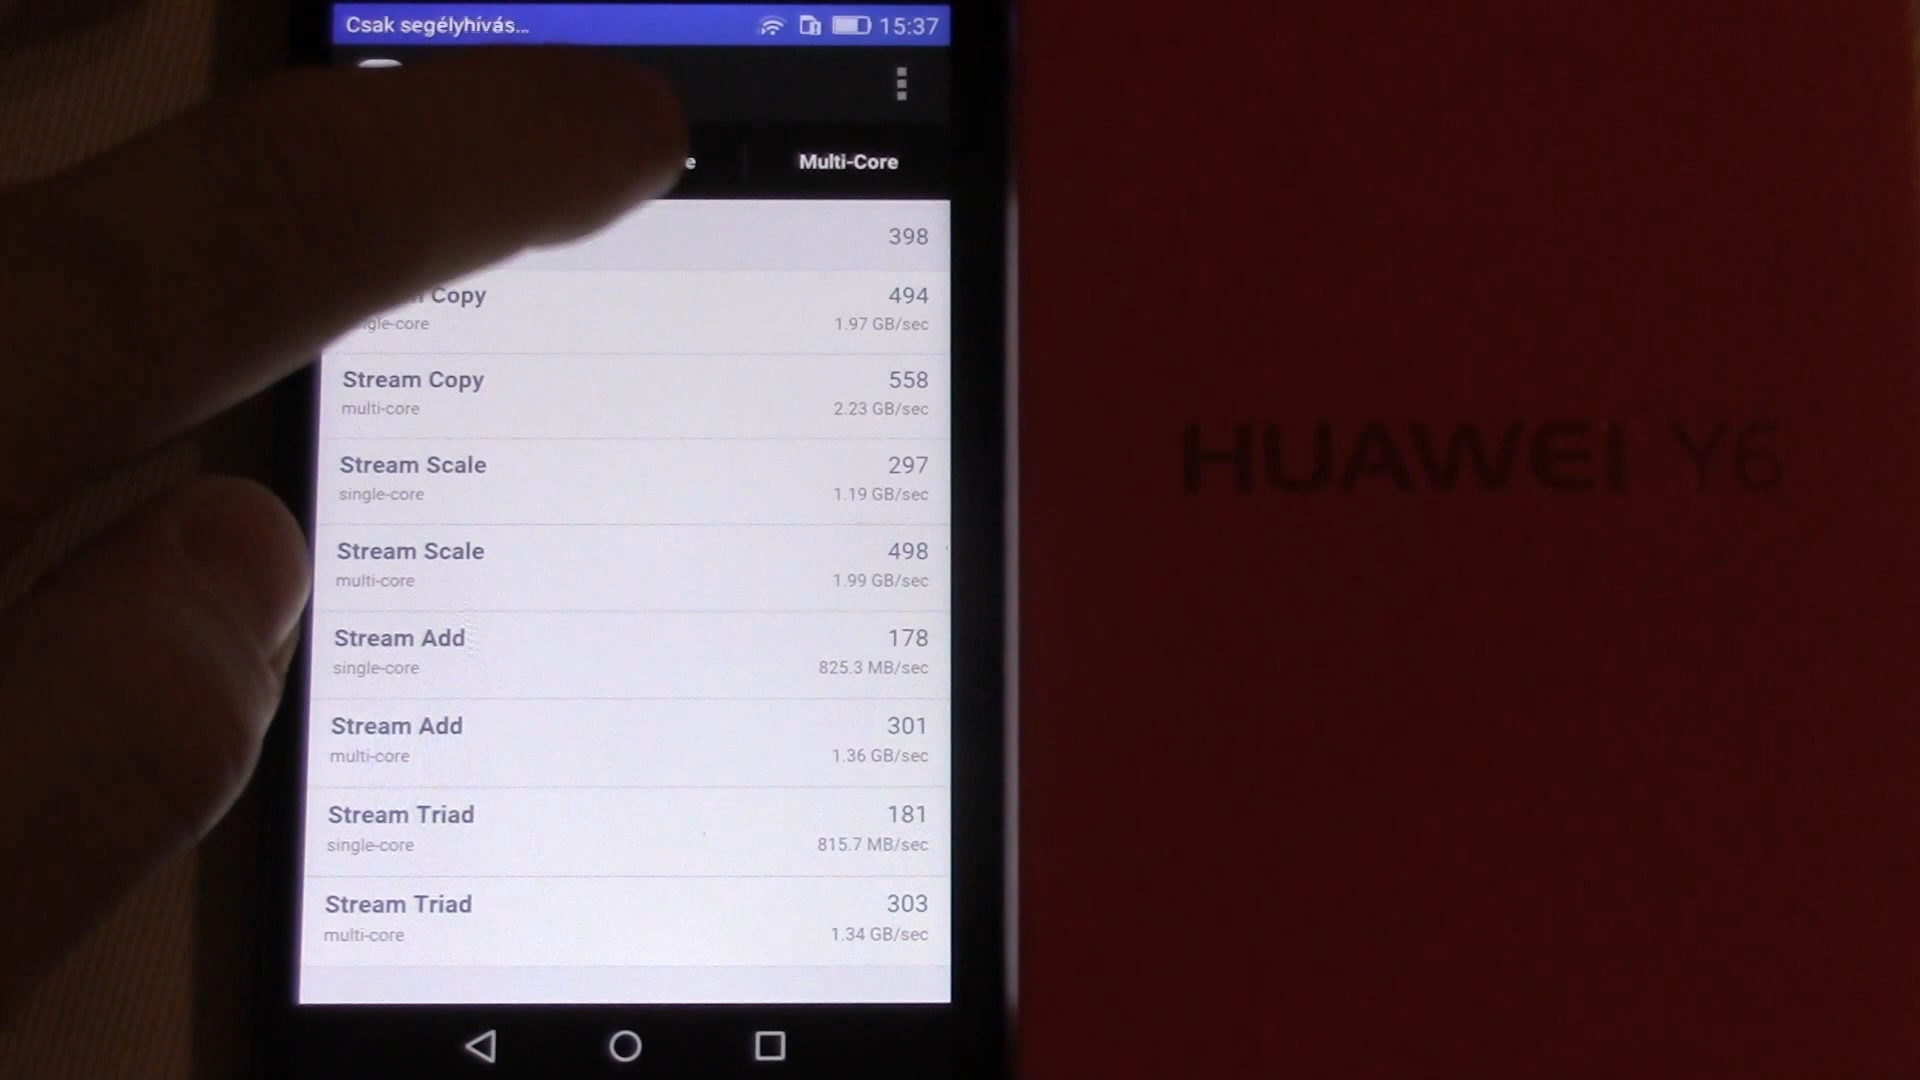 Csak segélyhívás... 15:37
Multi-Core
398
Copy 494
single-core 1.97 GB/sec
Stream Copy 558
multi-core 2.23 GB/sec
Stream Scale 297
single-core 1.19 GB/sec
Stream Scale 498
multi-core 1.99 GB/sec
Stream Add 178
single-core 825.3 MB/sec
Stream Add 301
multi-core 1.36 GB/sec
Stream Triad 181
single-core 815.7 MB/sec
Stream Triad 303
multi-core 1.34 GB/sec
HUAWEI Y6